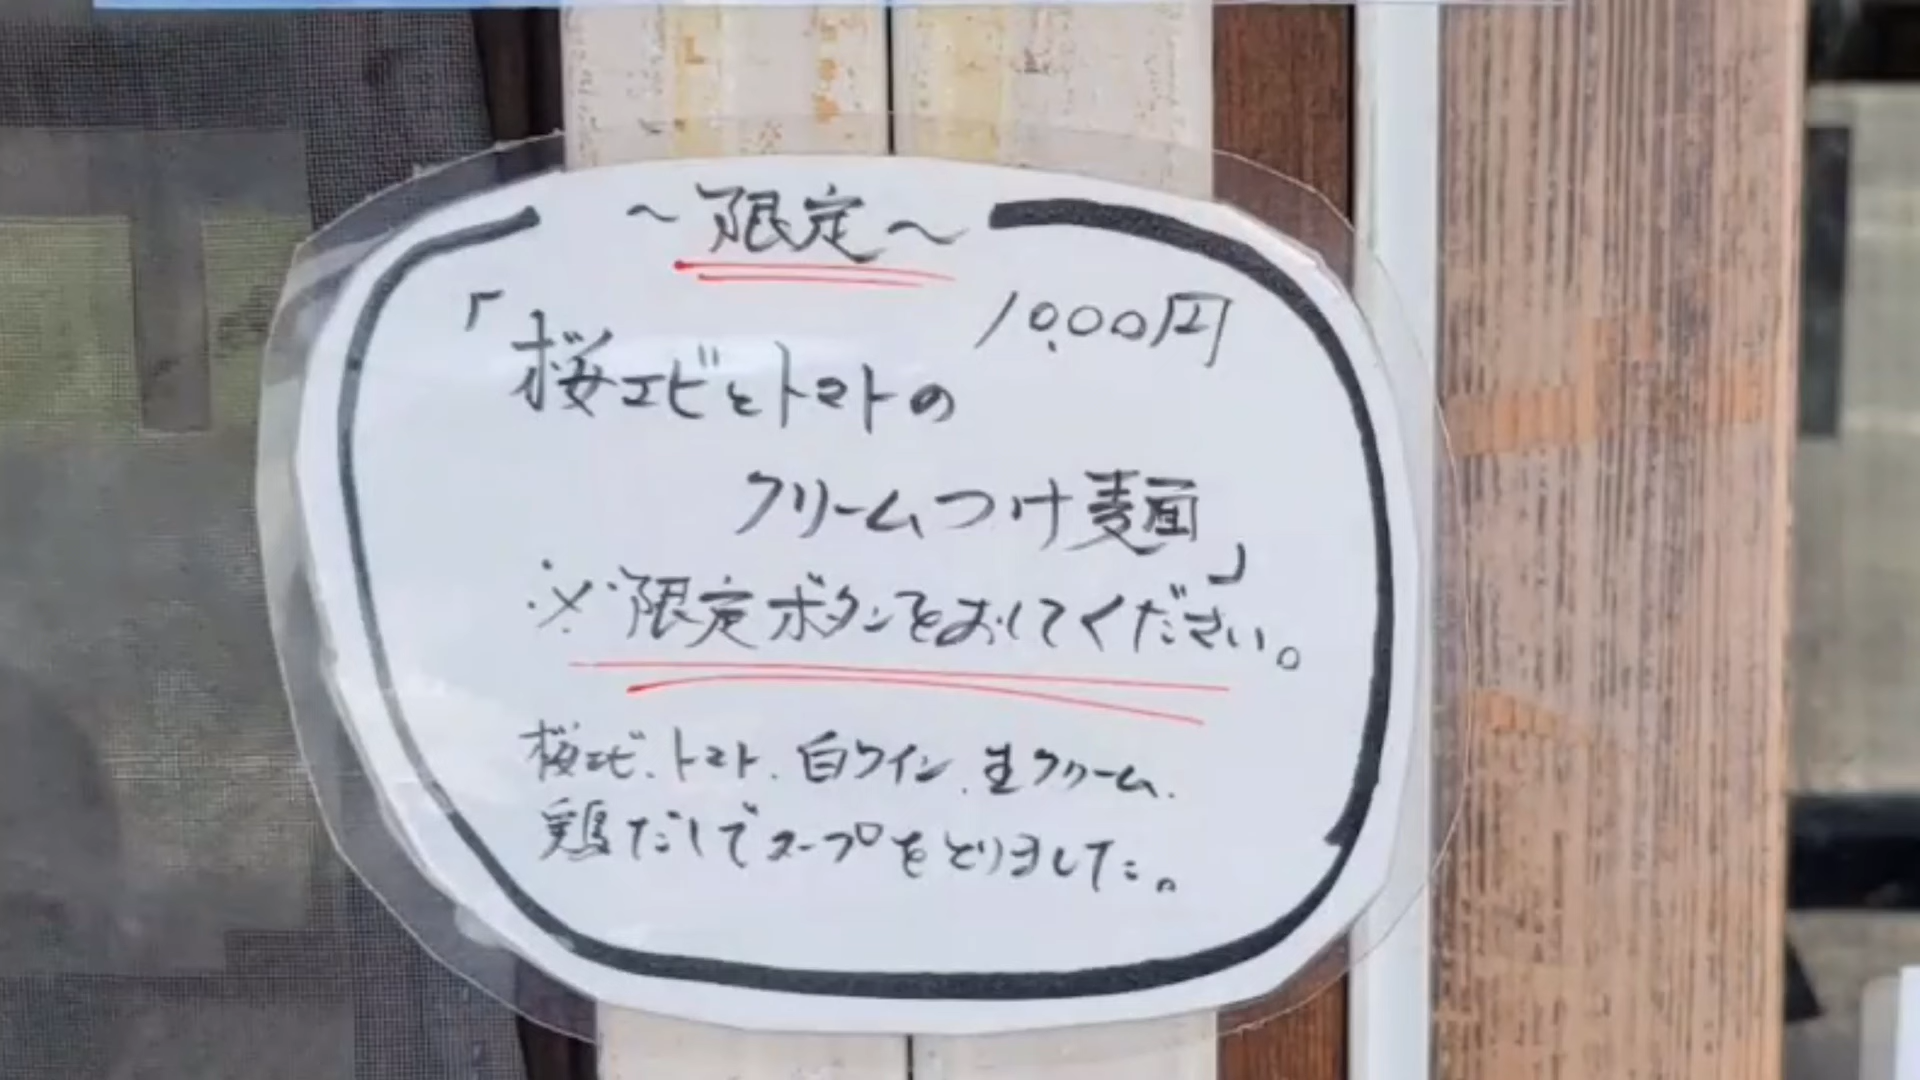 ～限定～
1,000円
「桜エビとトマトの
クリームつけ麺」
※限定ボタンをおしてください。
桜エビ、トマト、白ワイン、生クリーム、
鶏だしでスープをとりました。